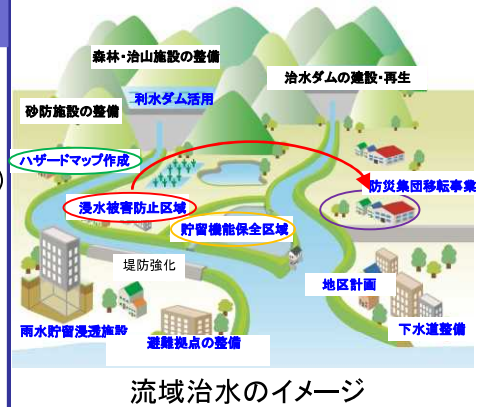 森林・治山施設の整備
治水ダムの建設・再生
利水ダム活用
砂防施設の整備
ハザードマップ作成
)
防災集団移転事業
浸水被害防止区域
貯留機能保全区域
堤防強化
地区計画
雨水貯留浸透施設
避難拠点の整備
下水道整備
流域治水のイメージ